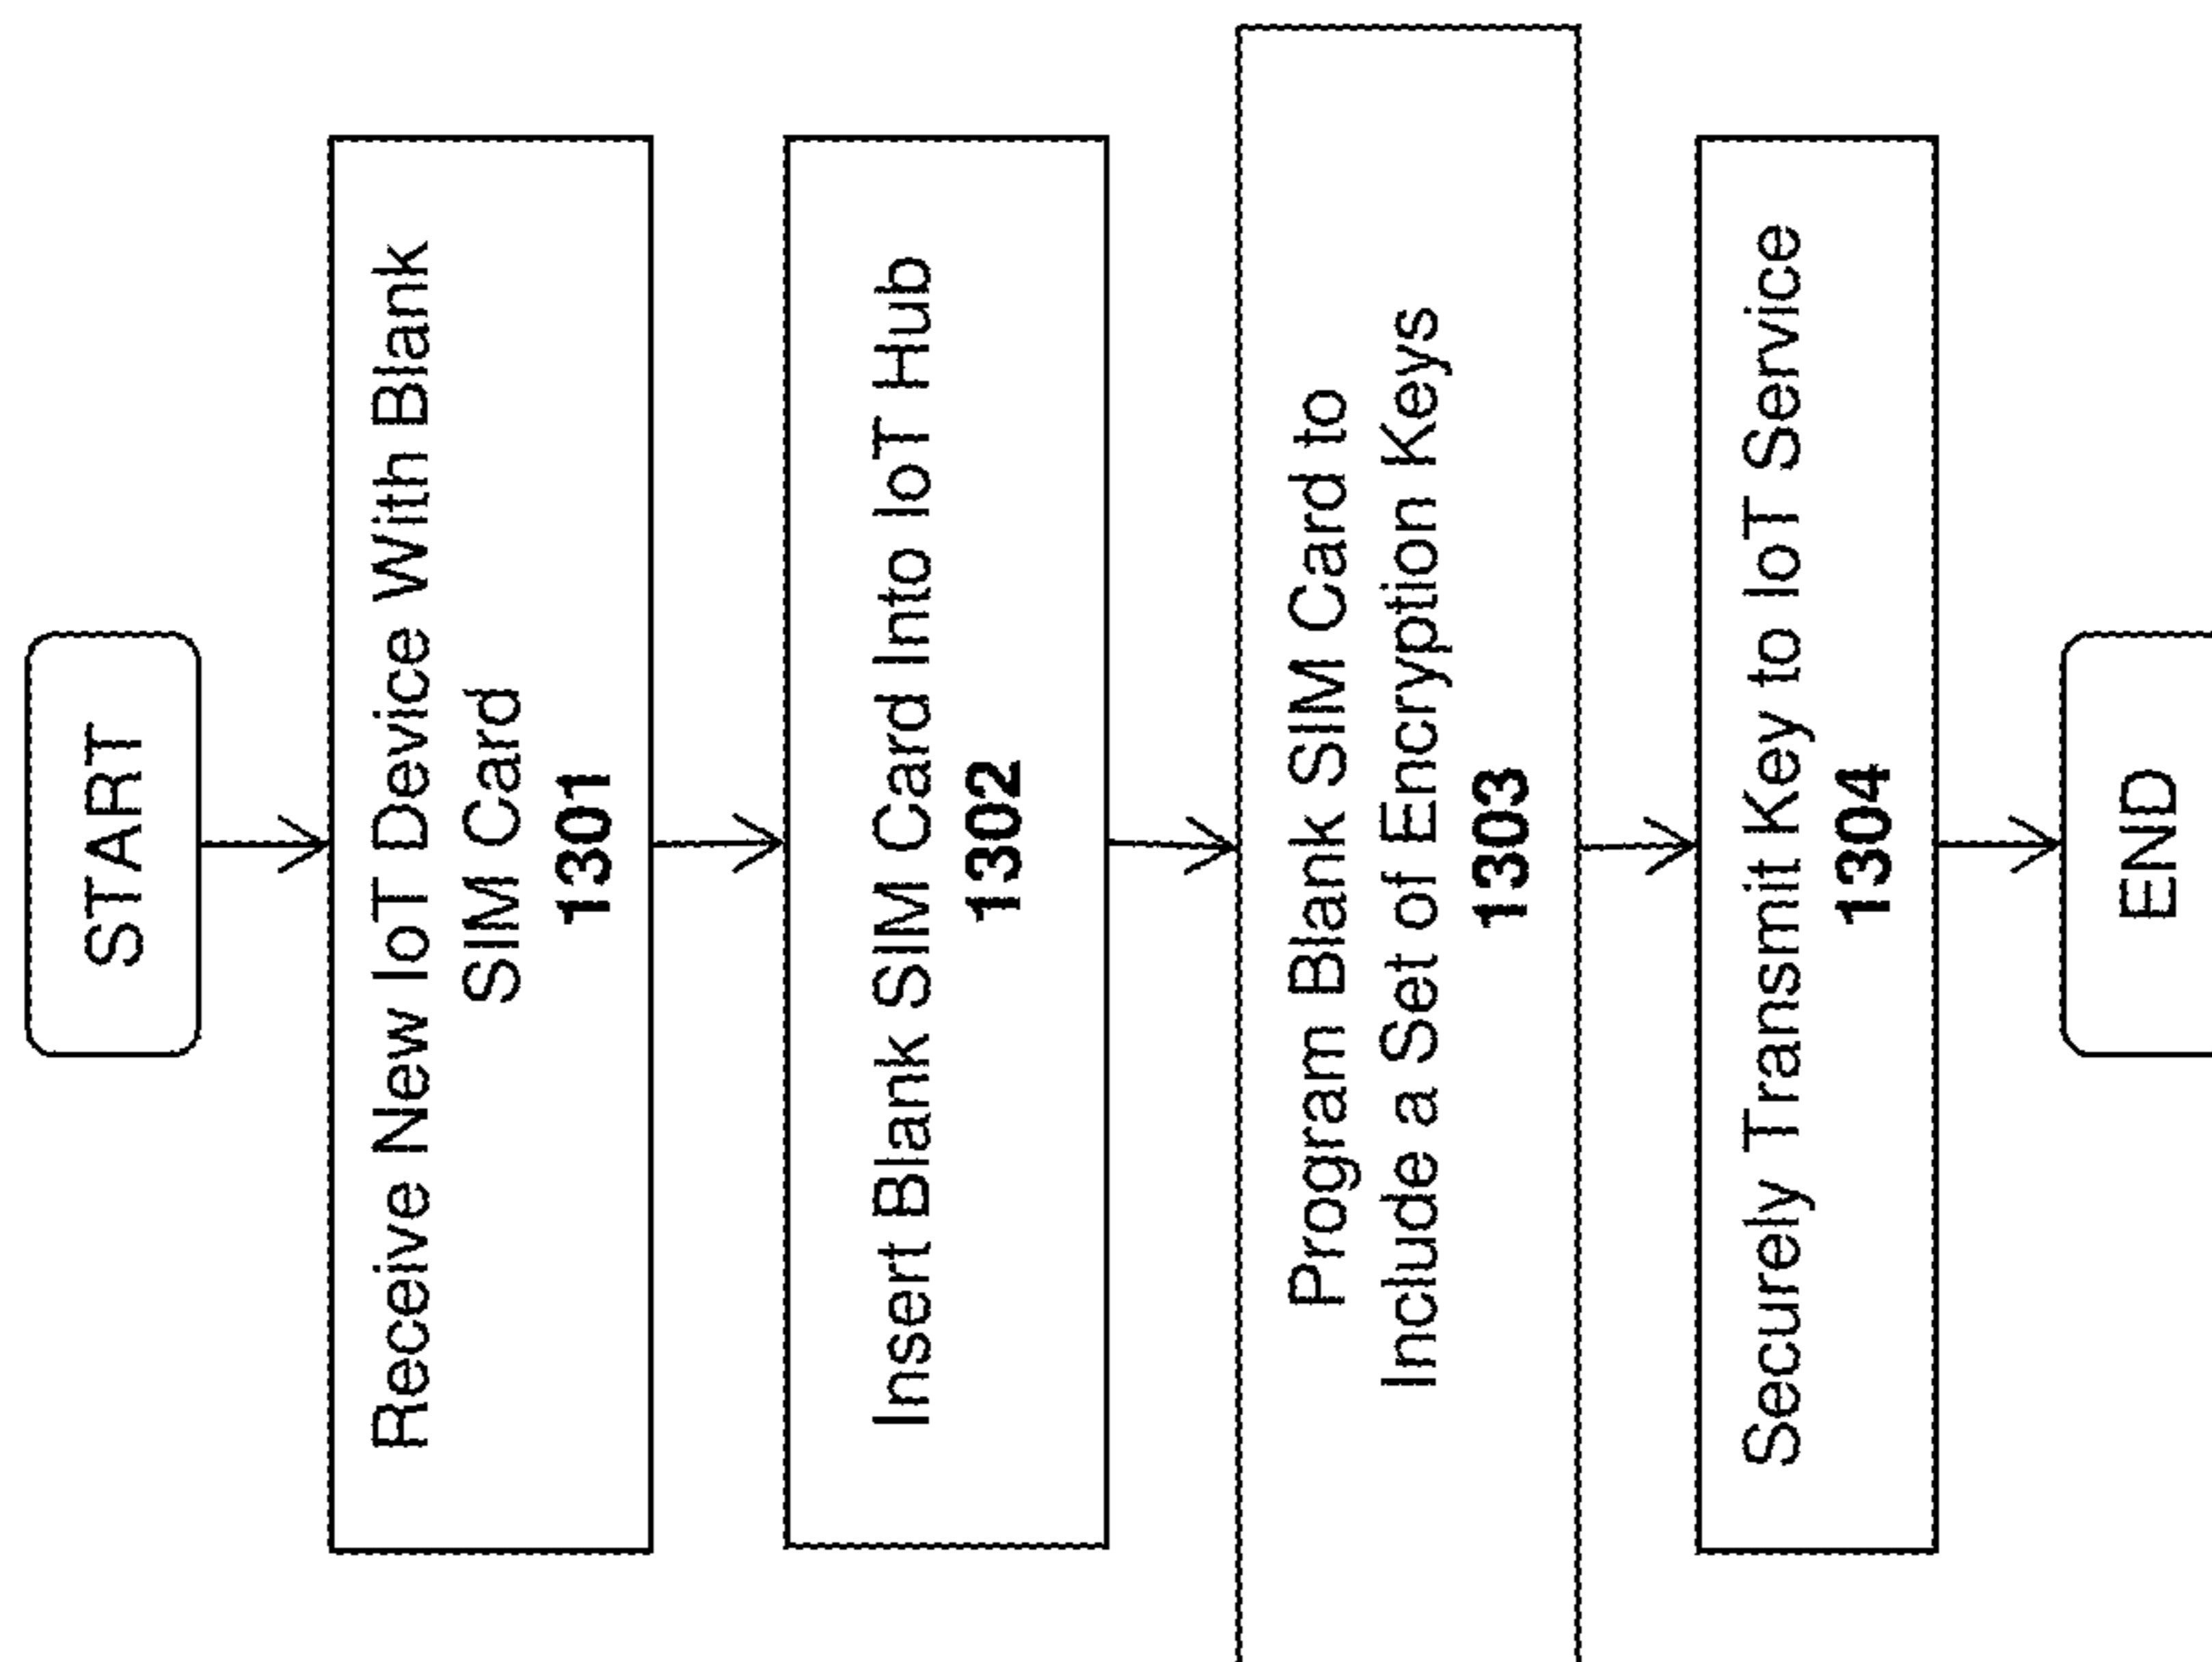 START
Receive New IoT Device With Blank
SIM Card
1301
Insert Blank SIM Card Into IoT Hub
1302
Program Blank SIM Card to
Include a Set of Encryption Keys
1303
Securely Transmit Key to IoT Service
1304
END